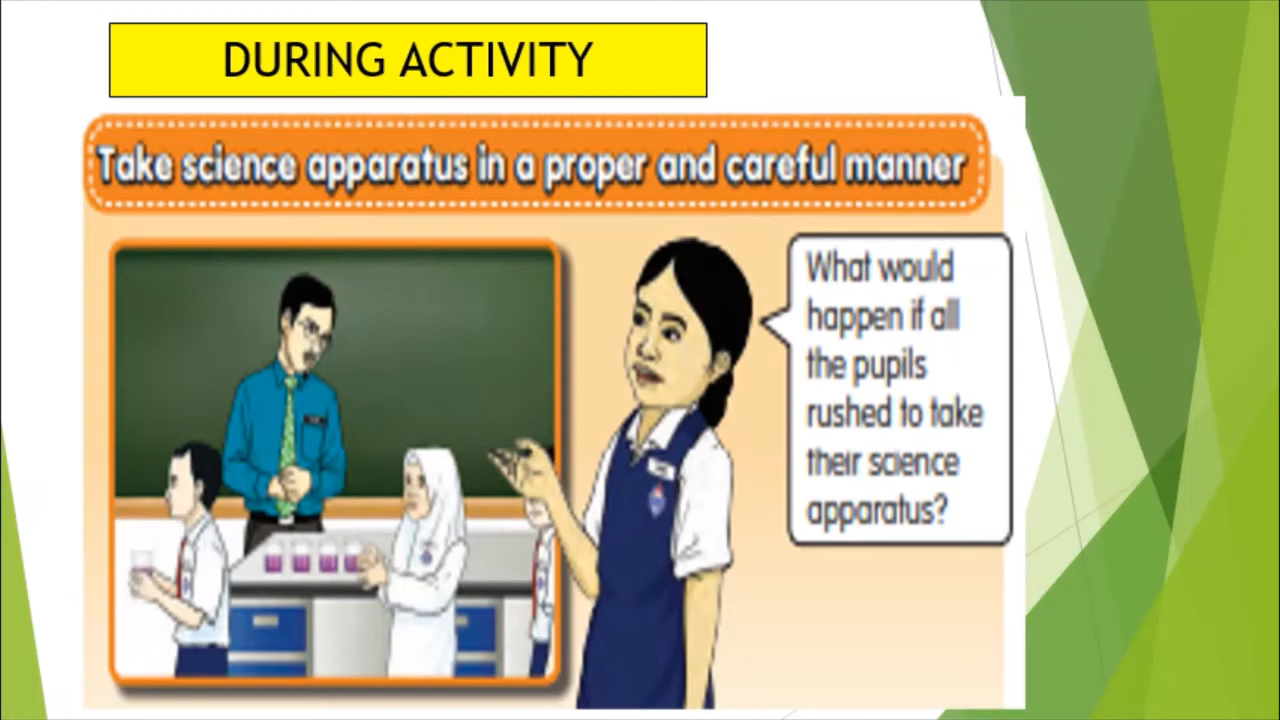 DURING ACTIVITY
Take science apparatus in a proper and careful manner
What would
happen if all
the pupils
rushed to take
their science
apparatus?